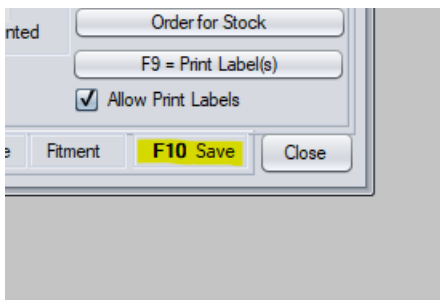 Order for Stock
nted
F9 = Print Label(s)
Allow Print Labels
Fitment F10 Save Close